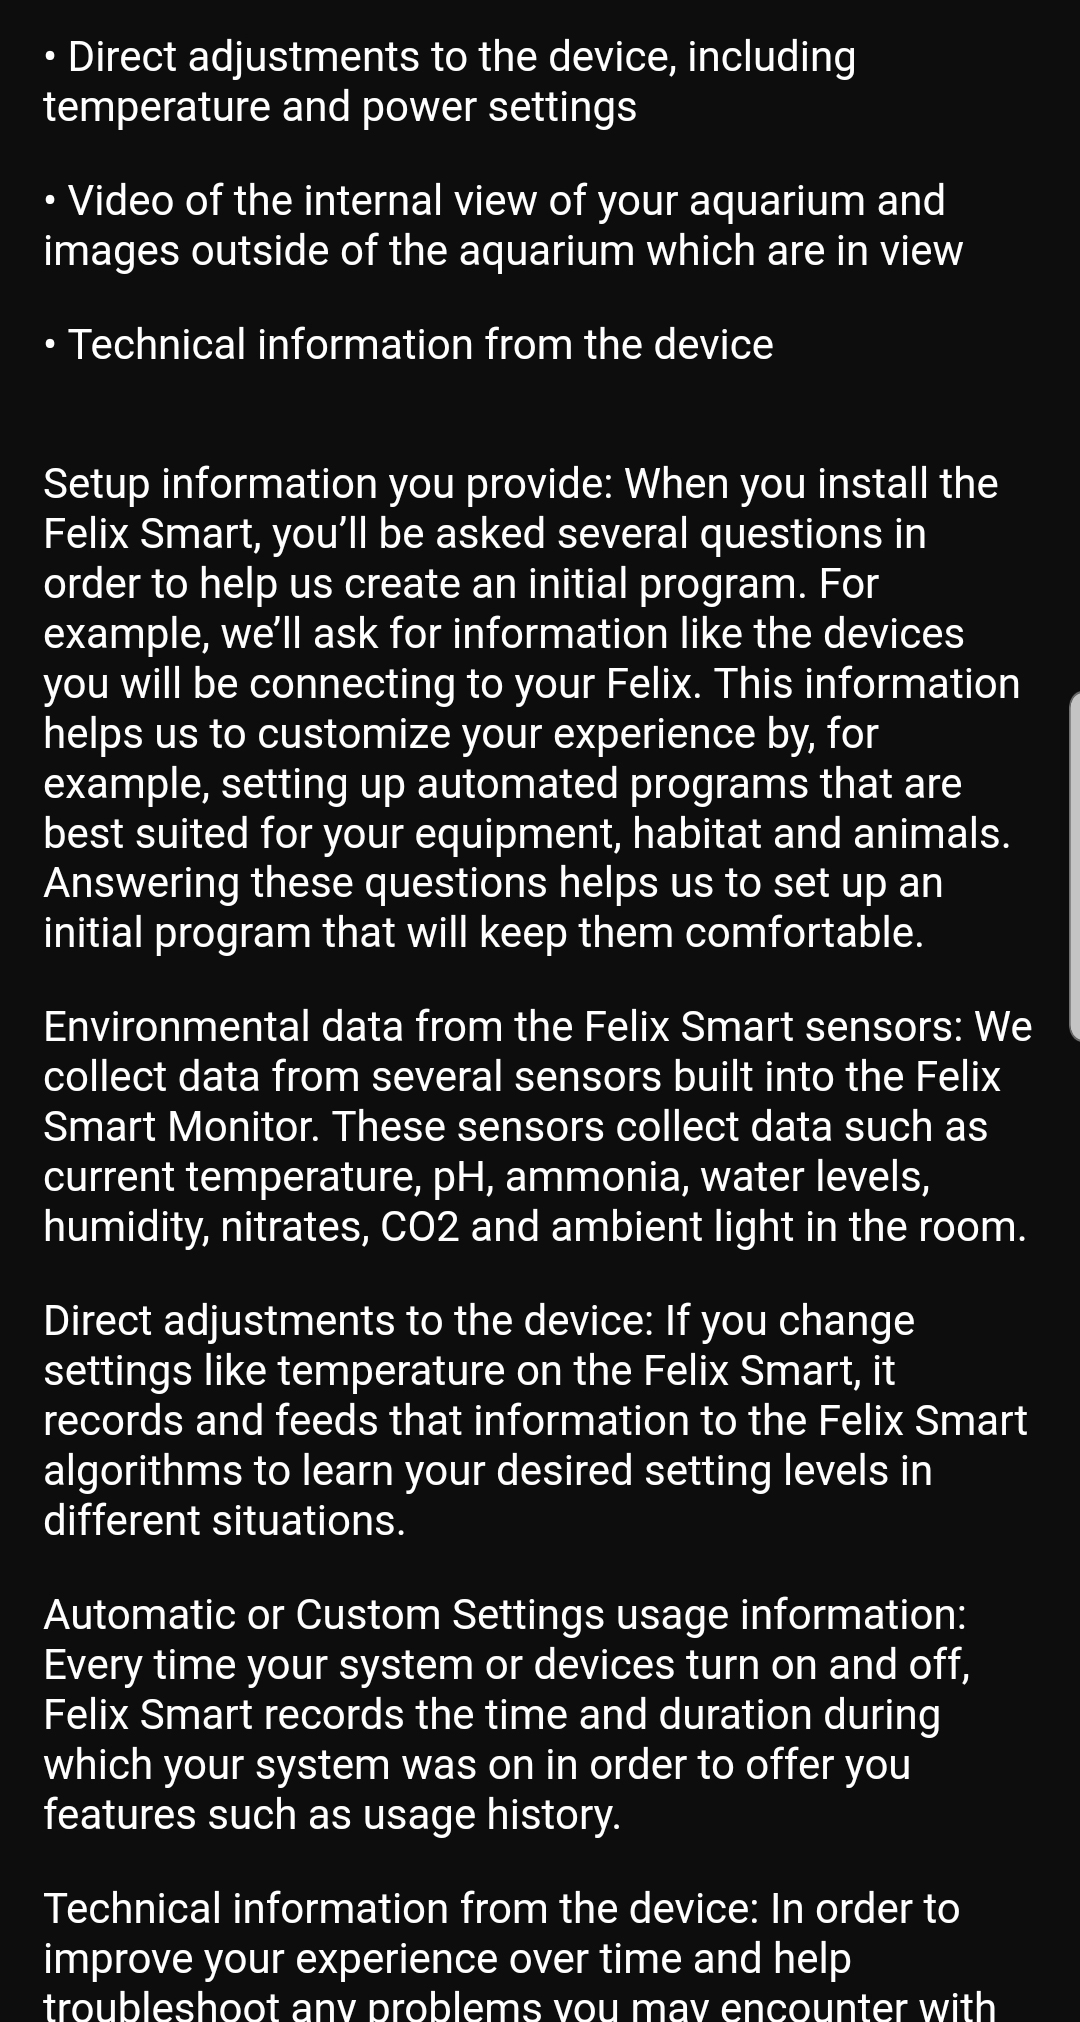 • Direct adjustments to the device, including
temperature and power settings
• Video of the internal view of your aquarium and
images outside of the aquarium which are in view
• Technical information from the device
Setup information you provide: When you install the
Felix Smart, you’ll be asked several questions in
order to help us create an initial program. For
example, we’ll ask for information like the devices
you will be connecting to your Felix. This information
helps us to customize your experience by, for
example, setting up automated programs that are
best suited for your equipment, habitat and animals.
Answering these questions helps us to set up an
initial program that will keep them comfortable.
Environmental data from the Felix Smart sensors: We
collect data from several sensors built into the Felix
Smart Monitor. These sensors collect data such as
current temperature, pH, ammonia, water levels,
humidity, nitrates, CO2 and ambient light in the room.
Direct adjustments to the device: If you change
settings like temperature on the Felix Smart, it
records and feeds that information to the Felix Smart
algorithms to learn your desired setting levels in
different situations.
Automatic or Custom Settings usage information:
Every time your system or devices turn on and off,
Felix Smart records the time and duration during
which your system was on in order to offer you
features such as usage history.
Technical information from the device: In order to
improve your experience over time and help
troubleshoot any problems you may encounter with